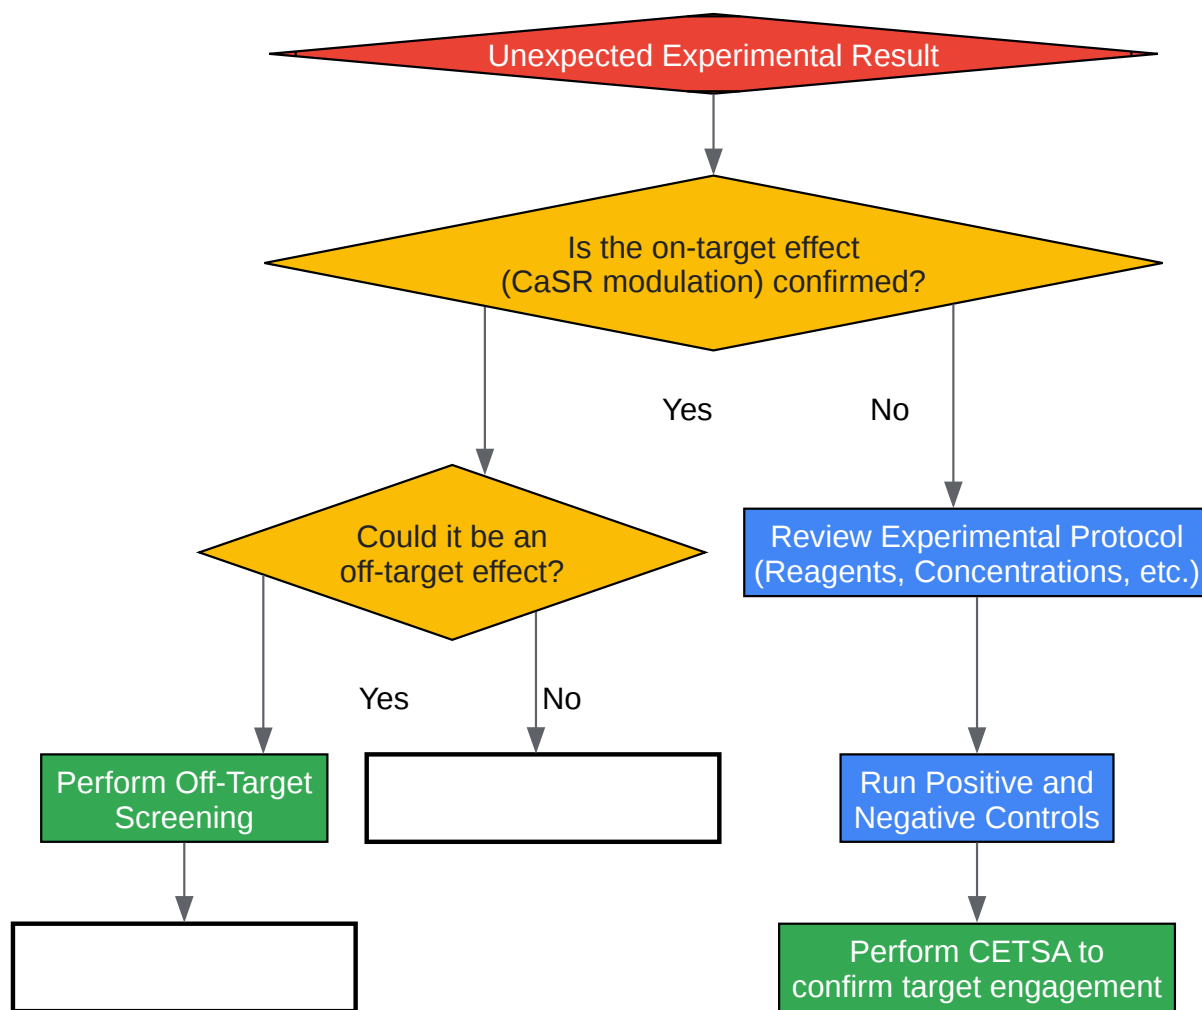 Unexpected Experimental Result
Is the on-target effect
(CaSR modulation) confirmed?
Yes
No
Could it be an
off-target effect?
Review Experimental Protocol
(Reagents, Concentrations, etc.)
Yes
No
Perform Off-Target
Screening
Run Positive and
Negative Controls
Perform CETSA to
confirm target engagement